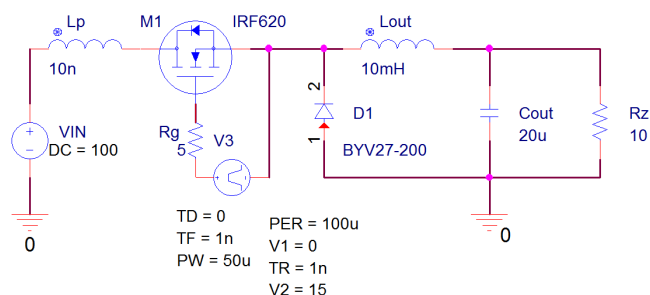 Lp
M1
IRF620
Lout
10n
10mH
2
Rg
5
V3
D1
Cout
20u
Rz
10
VIN
DC = 100
1
BYV27-200
+
-
+
-
TD = 0
TF = 1n
PW = 50u
PER = 100u
V1 = 0
TR = 1n
V2 = 15
0
0